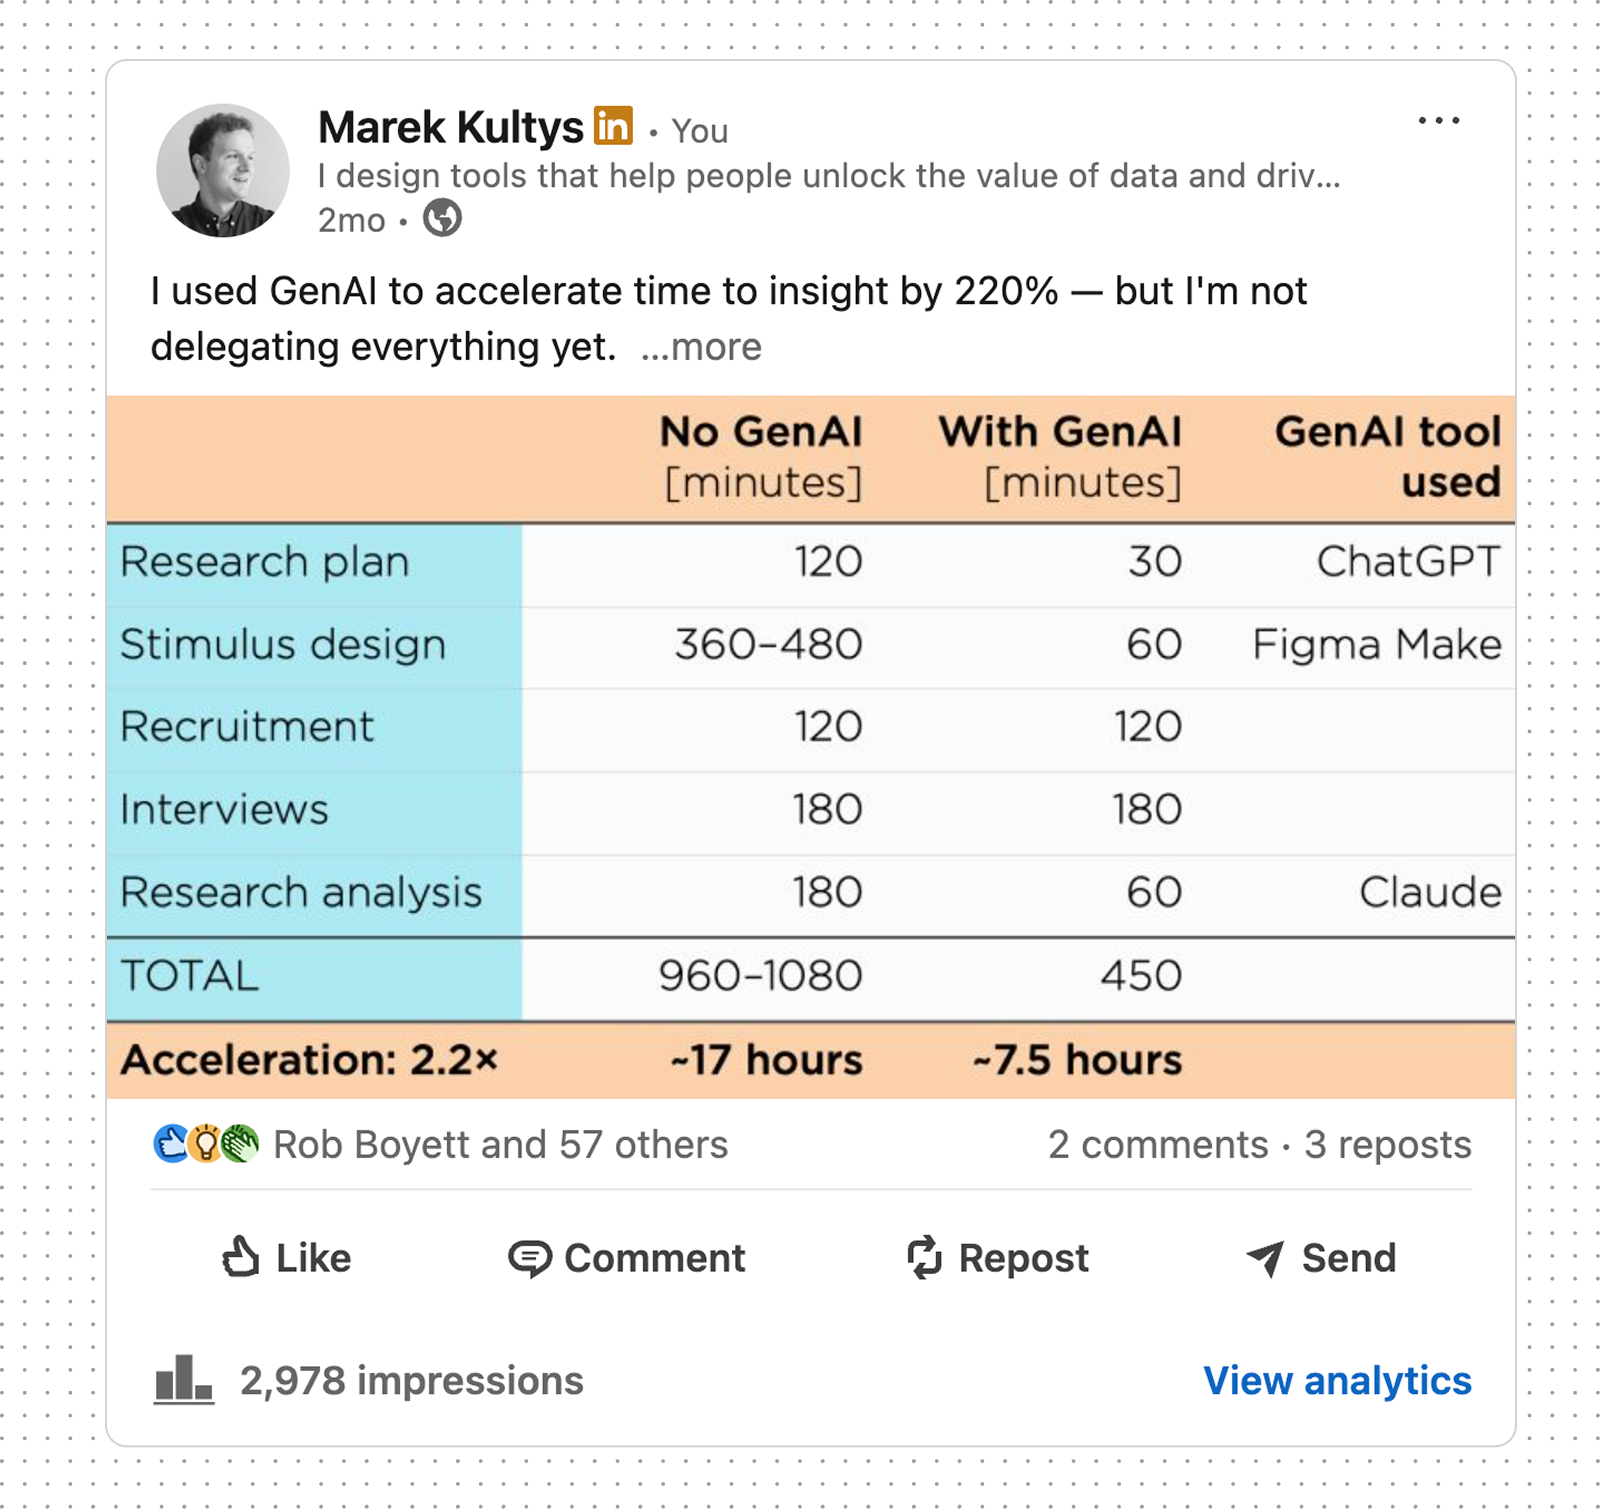 Marek Kultys in • You
I design tools that help people unlock the value of data and driv...
2mo •
I used GenAI to accelerate time to insight by 220% — but I'm not
delegating everything yet. ...more
No GenAI With GenAI GenAI tool
[minutes] [minutes] used
Research plan 120 30 ChatGPT
Stimulus design 360–480 60 Figma Make
Recruitment 120 120
Interviews 180 180
Research analysis 180 60 Claude
TOTAL 960–1080 450
Acceleration: 2.2× ~17 hours ~7.5 hours
Rob Boyett and 57 others 2 comments · 3 reposts
Like Comment Repost Send
2,978 impressions View analytics